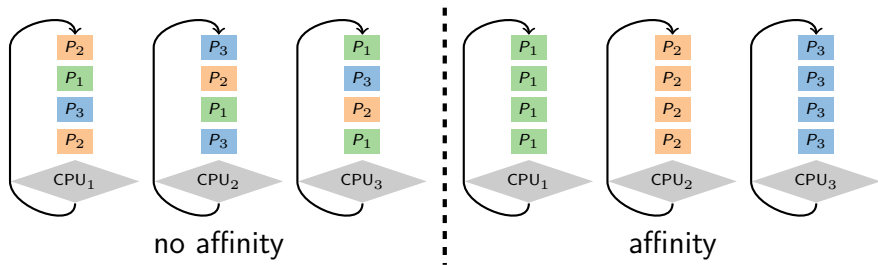 P₂ P₃ P₁ P₁ P₂ P₃
P₁ P₂ P₃ P₁ P₂ P₃
P₃ P₁ P₂ P₁ P₂ P₃
P₂ P₃ P₁ P₁ P₂ P₃
CPU₁ CPU₂ CPU₃ CPU₁ CPU₂ CPU₃
no affinity affinity